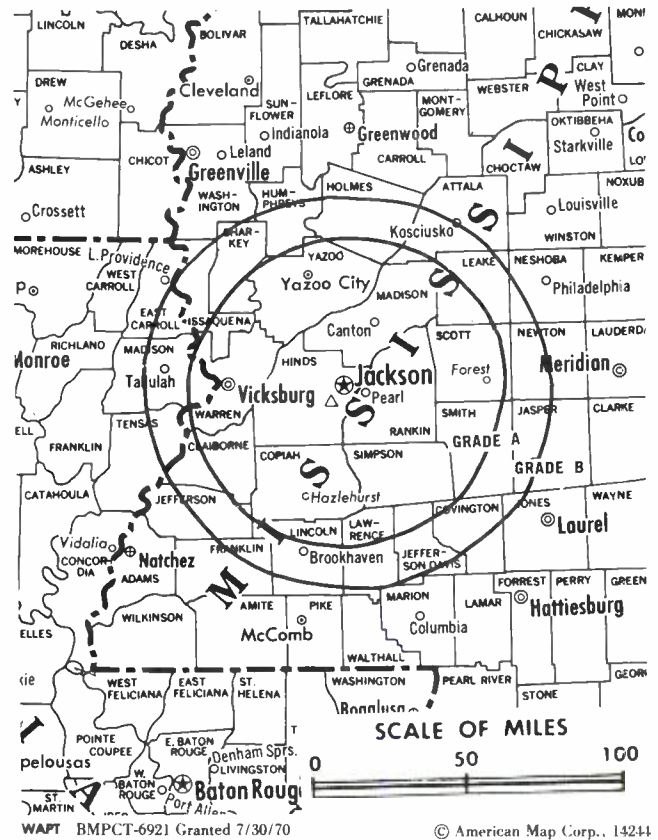 LINCOLN
DESHA
BOLIVAR
TALLAHATCHIE
CALHOUN
CHICKASAW
P
DREW
McGehee
Monticello
Cleveland
SUN-
FLOWER
LEFLORE
Grenada
GRENADA
MONT-
GOMERY
WEBSTER
CLAY
West
Point
OKTIBBEHA
Starkville
Indianola
Greenwood
CARROLL
I
CHOCTAW
ASHLEY
CHICOT
Leland
Greenville
WASH-
INGTON
HUM-
PHREYS
HOLMES
ATTALA
S
Crossett
Kosciusko
Louisville
WINSTON
MOREHOUSE
L. Providence
WEST
CARROLL
SHAR-
KEY
YAZOO
Yazoo City
LEAKE
NESHOBA
KEMPER
Philadelphia
S
MADISON
EAST
CARROLL
ISSAQUENA
Canton
SCOTT
NEWTON
RICHLAND
Monroe
MADISON
Tallulah
HINDS
I
Forest
Meridian
Vicksburg
Jackson
Pearl
S
WARREN
TENSAS
RANKIN
SMITH
JASPER
CLARKE
GRADE A
GRADE B
FRANKLIN
CLAIBORNE
COPIAH
SIMPSON
S
Hazlehurst
CATAHOULA
JEFFERSON
COVINGTON
JONES
WAYNE
Laurel
I
LINCOLN
LAW-
RENCE
Vidalia
CONCOR-
DIA
Natchez
ADAMS
FRANKLIN
Brookhaven
JEFFER-
SON DAVIS
M
WILKINSON
AMITE
PIKE
MARION
LAMAR
FORREST
PERRY
Hattiesburg
McComb
Columbia
WALTHALL
WEST
FELICIANA
EAST
FELICIANA
ST.
HELENA
WASHINGTON
PEARL RIVER
STONE
Bogalusa
POINTE
COUPEE
E. BATON
ROUGE
Denham Sprs.
LIVINGSTON
W.
BATON
ROUGE
ST.
MARTIN
A
SCALE OF MILES
0 50 100
WAPT BMPCT-6921 Granted 7/30/70
© American Map Corp., 14244